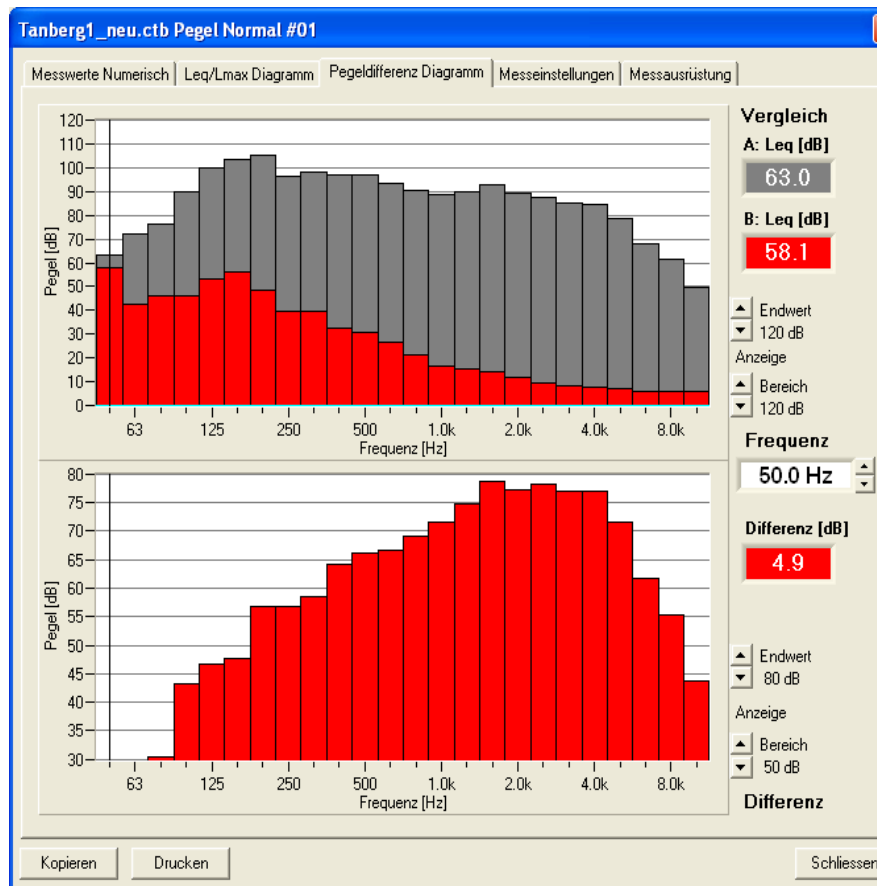 Tanberg1_neu.ctb Pegel Normal #01
Messwerte Numerisch
Leq/Lmax Diagramm
Pegeldifferenz Diagramm
Messeinstellungen
Messausrüstung
120
110
100
90
80
70
60
50
40
30
20
10
0
Pegel [dB]
63
125
250
500
1.0k
2.0k
4.0k
8.0k
Frequenz [Hz]
Vergleich
A: Leq [dB]
63.0
B: Leq [dB]
58.1
Endwert
120 dB
Anzeige
Bereich
120 dB
Frequenz
50.0 Hz
80
75
70
65
60
55
50
45
40
35
30
Pegel [dB]
63
125
250
500
1.0k
2.0k
4.0k
8.0k
Frequenz [Hz]
Differenz [dB]
4.9
Endwert
80 dB
Anzeige
Bereich
50 dB
Differenz
Kopieren
Drucken
Schliessen